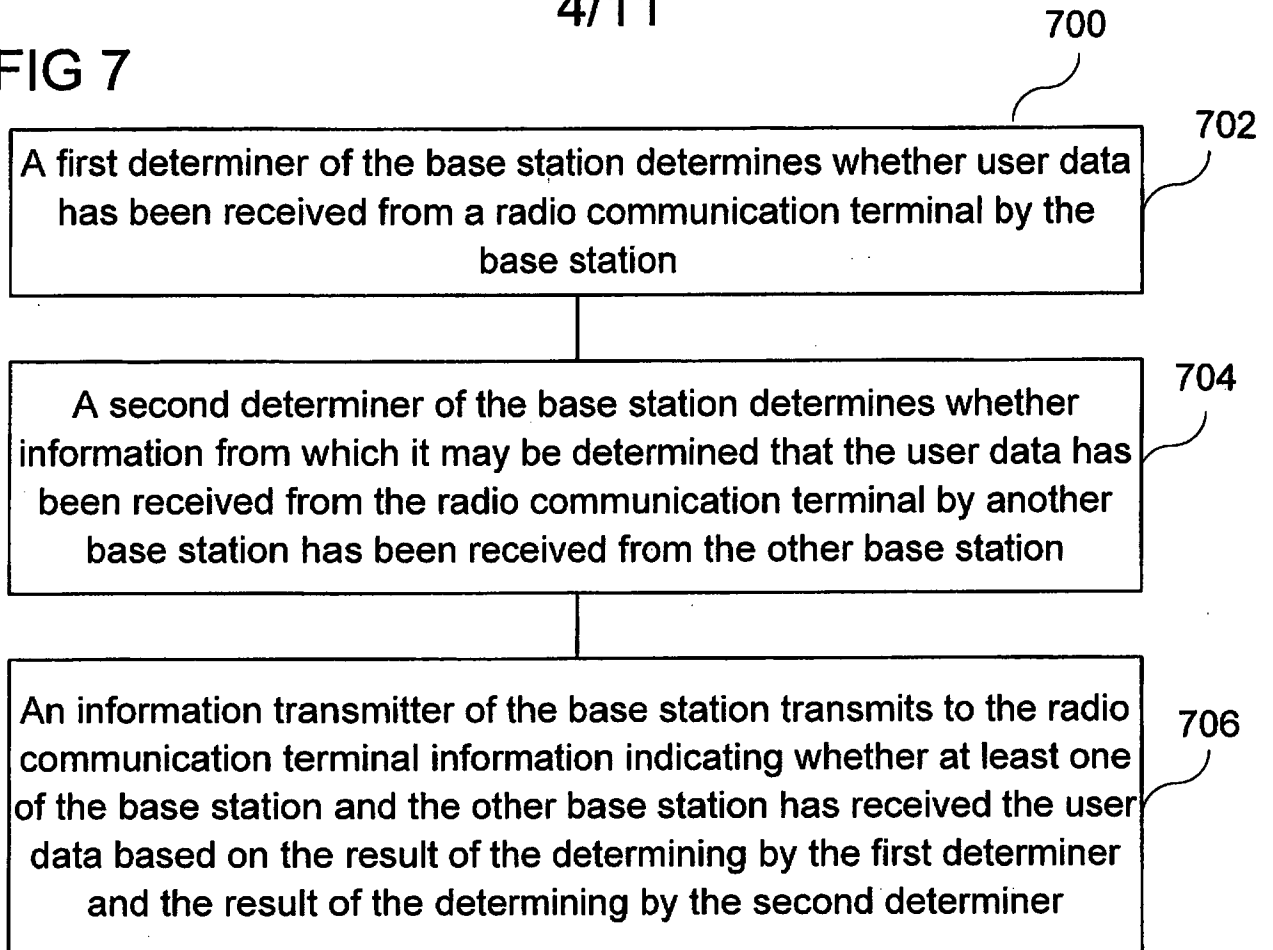 4/11
700
FIG 7
702
A first determiner of the base station determines whether user data
has been received from a radio communication terminal by the
base station
704
A second determiner of the base station determines whether
information from which it may be determined that the user data has
been received from the radio communication terminal by another
base station has been received from the other base station
706
An information transmitter of the base station transmits to the radio
communication terminal information indicating whether at least one
of the base station and the other base station has received the user
data based on the result of the determining by the first determiner
and the result of the determining by the second determiner